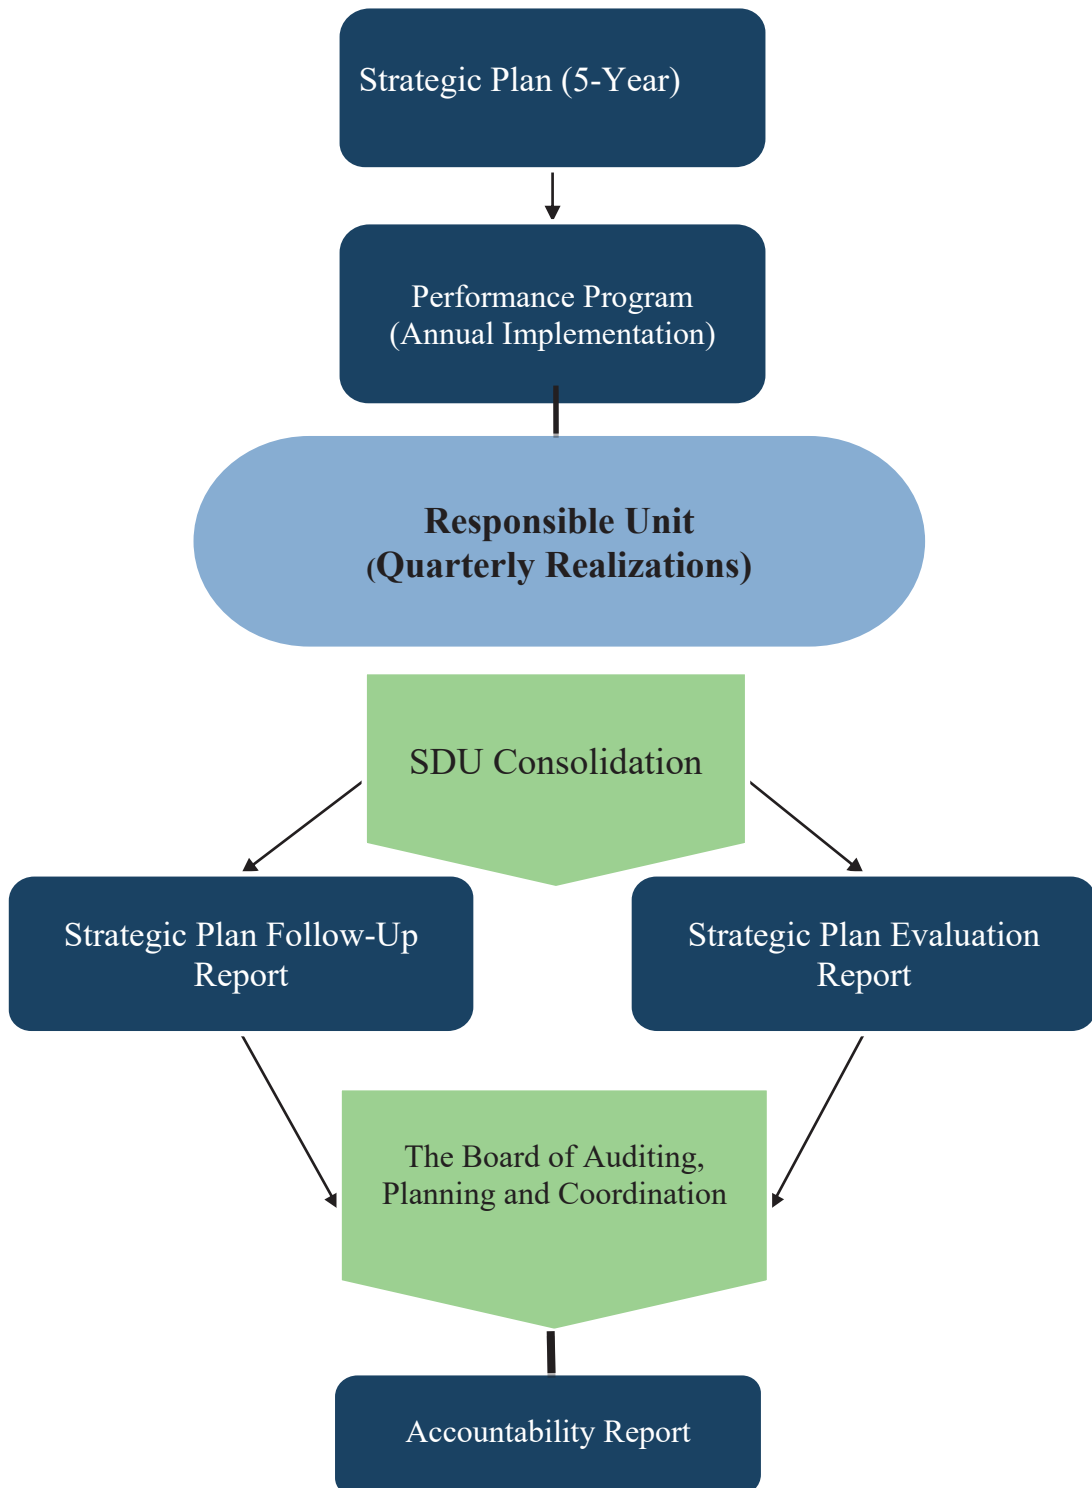 Strategic Plan (5-Year)
Performance Program
(Annual Implementation)
Responsible Unit
(Quarterly Realizations)
SDU Consolidation
Strategic Plan Follow-Up
Report
Strategic Plan Evaluation
Report
The Board of Auditing,
Planning and Coordination
Accountability Report